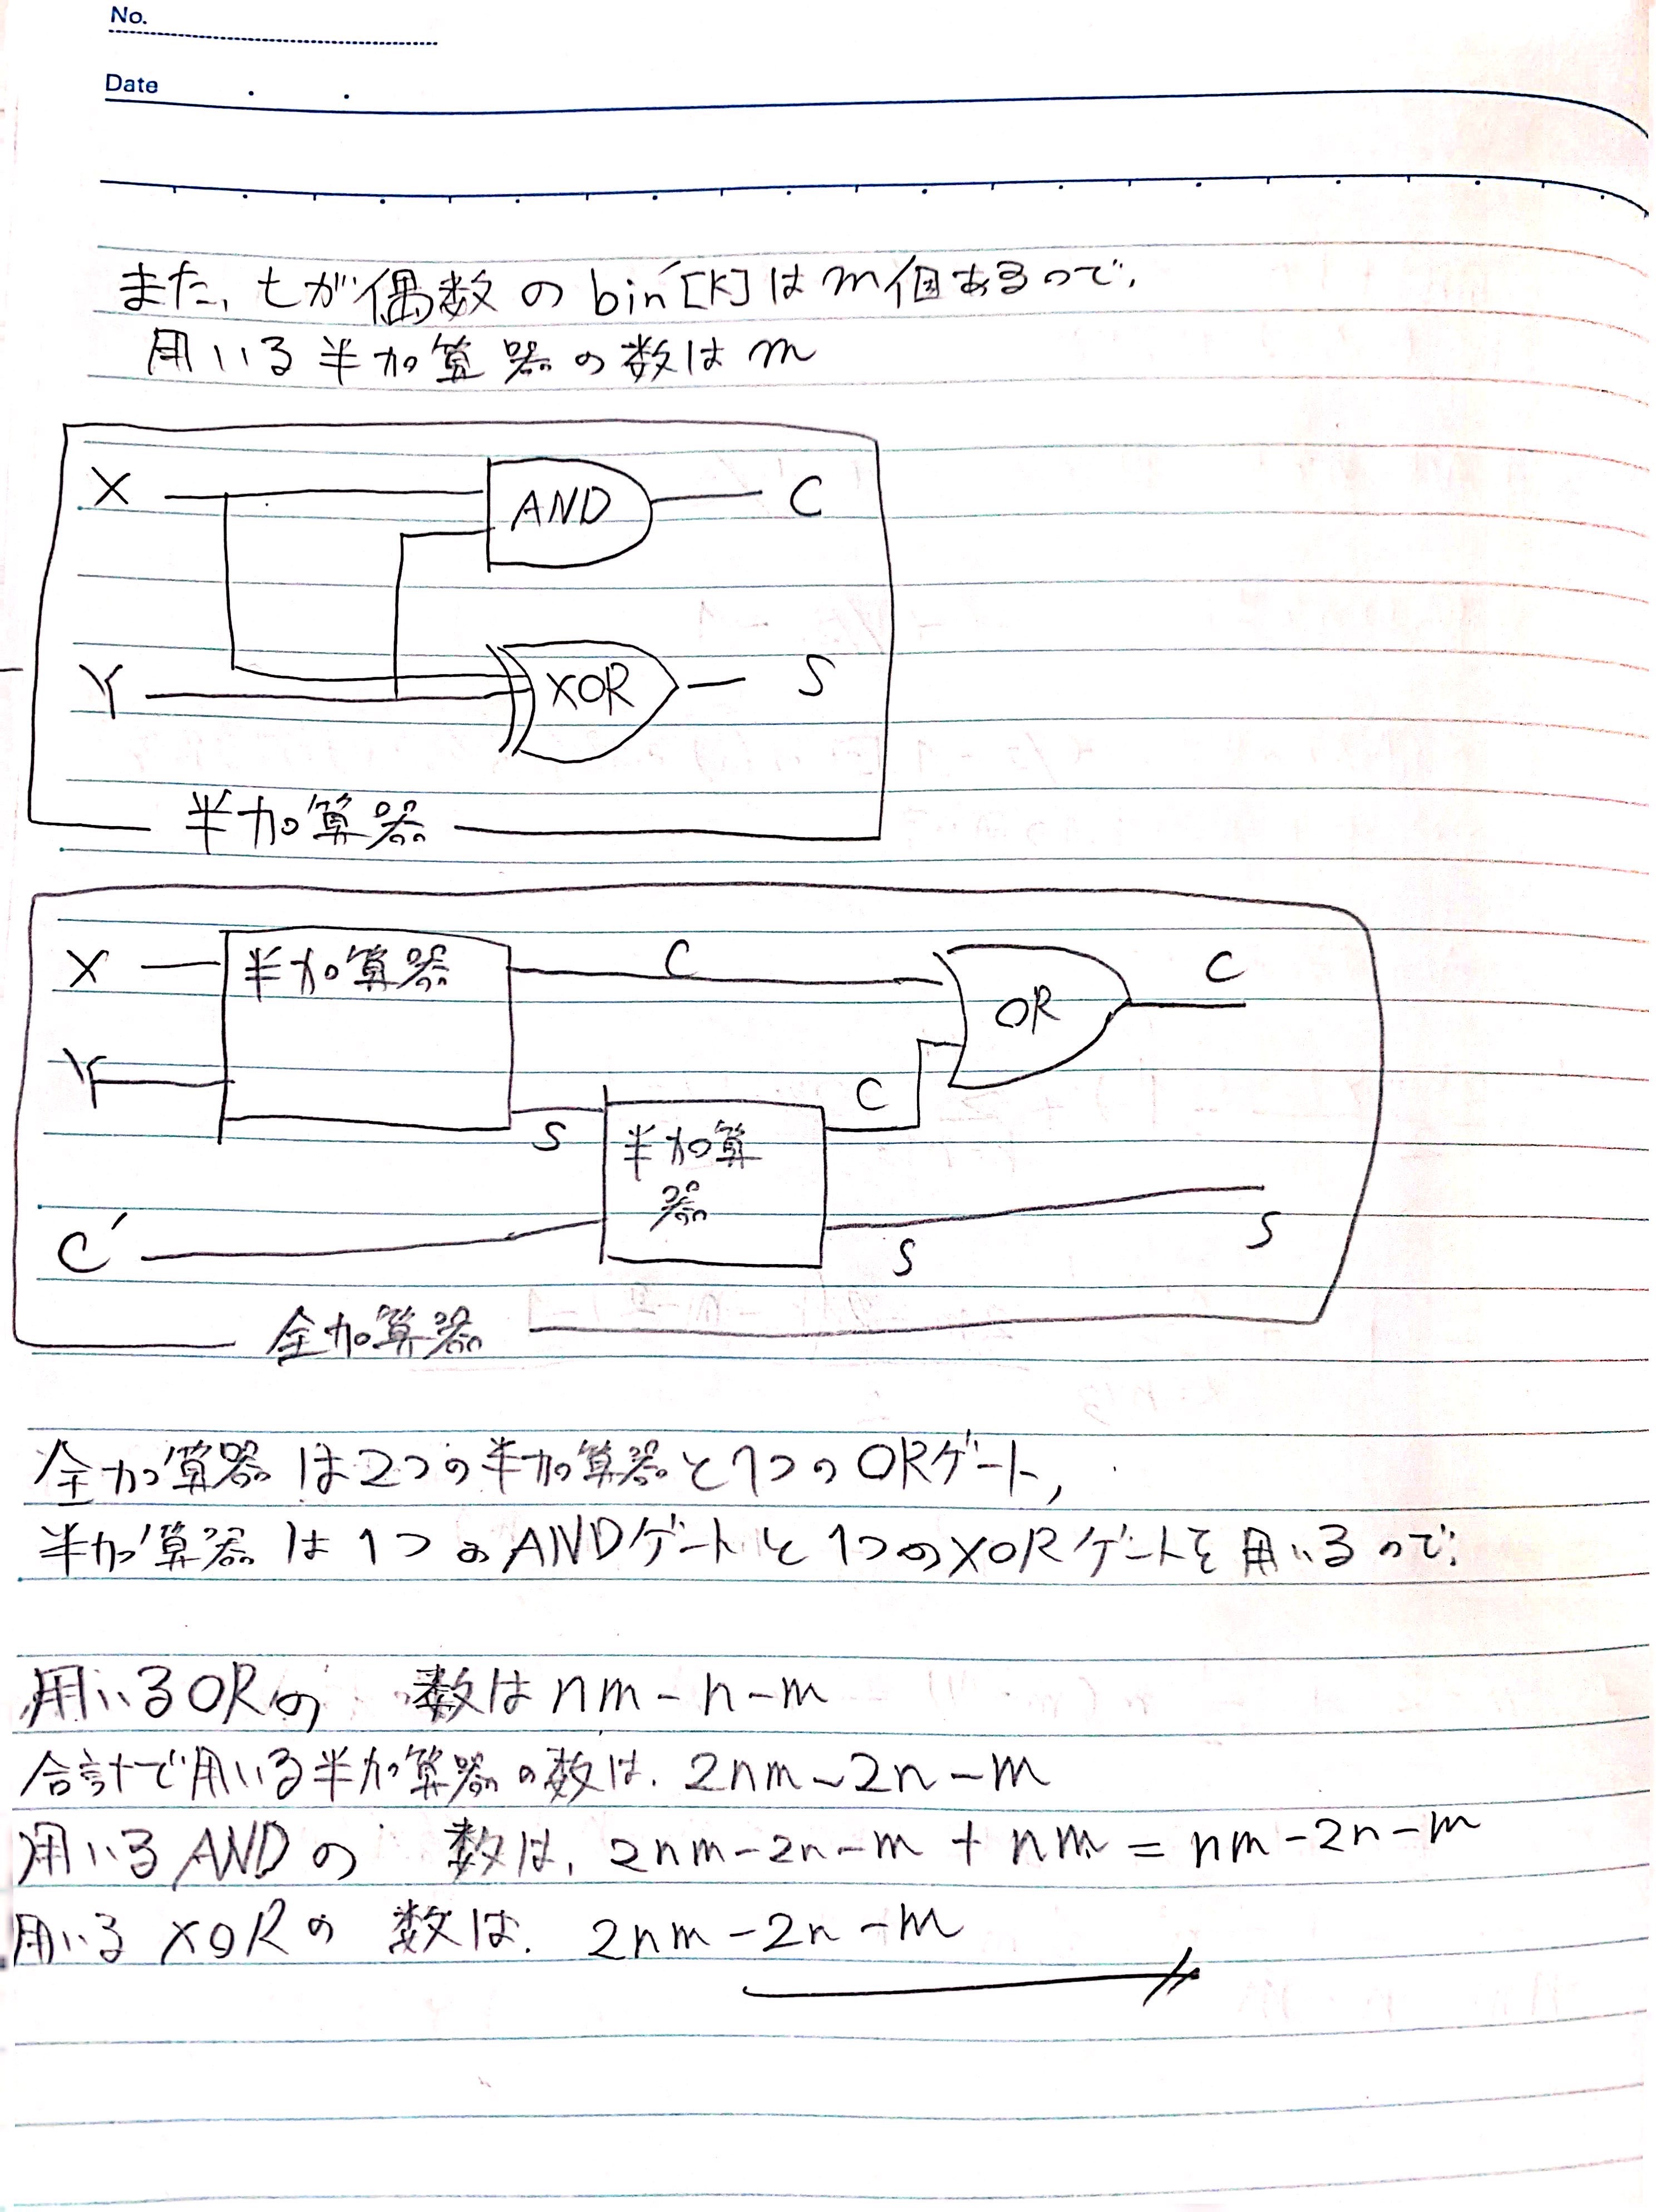 No.
Date
また、tが偶数のbin[k]はm個あるので、
用いる半加算器の数はm
X AND C
Y XOR S
半加算器
X 半加算器 C OR C
Y S 半加算器 C
C' S S
全加算器
全加算器は2つの半加算器と1つのORゲート,
半加算器は1つのANDゲートと1つのXORゲートを用いるので、
用いるORの 数はnm-n-m
合計で用いる半加算器の数は、2nm-2n-m
用いるANDの 数は、2nm-2n-m+nm=nm-2n-m
用いるXORの 数は、2nm-2n-m